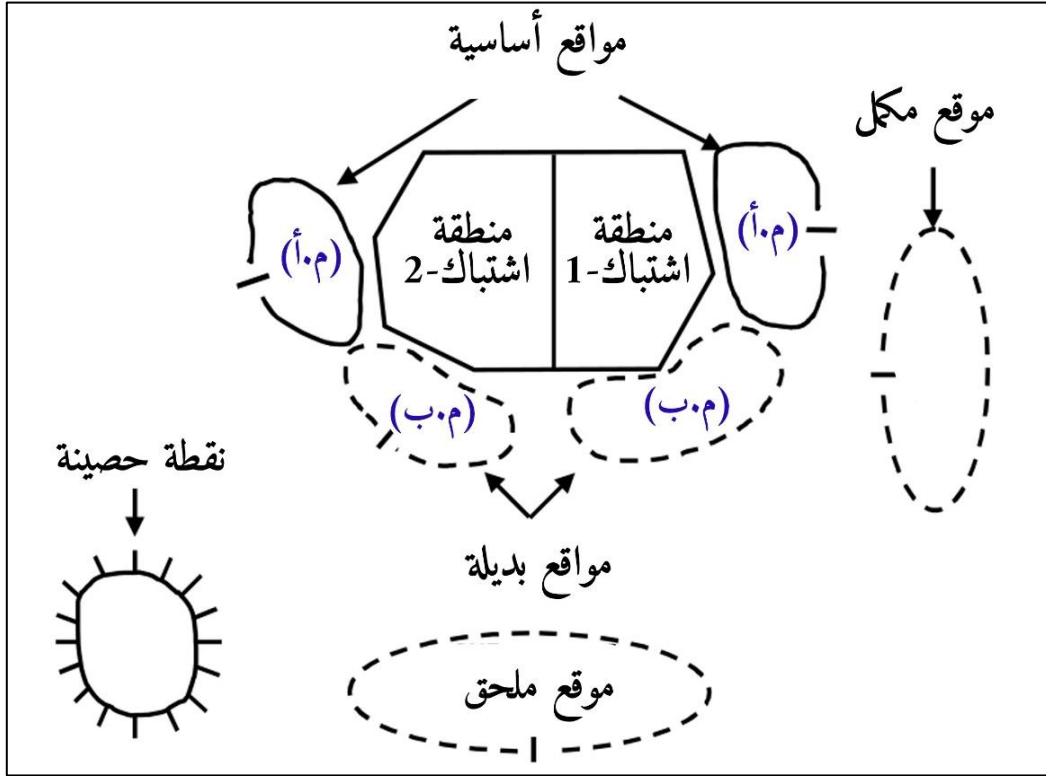 مواقع أساسية
موقع مكمل
(م.أ)
منطقة
اشتباك-1
منطقة
اشتباك-2
(م.أ)
(م.ب)
(م.ب)
نقطة حصينة
مواقع بديلة
موقع ملحق